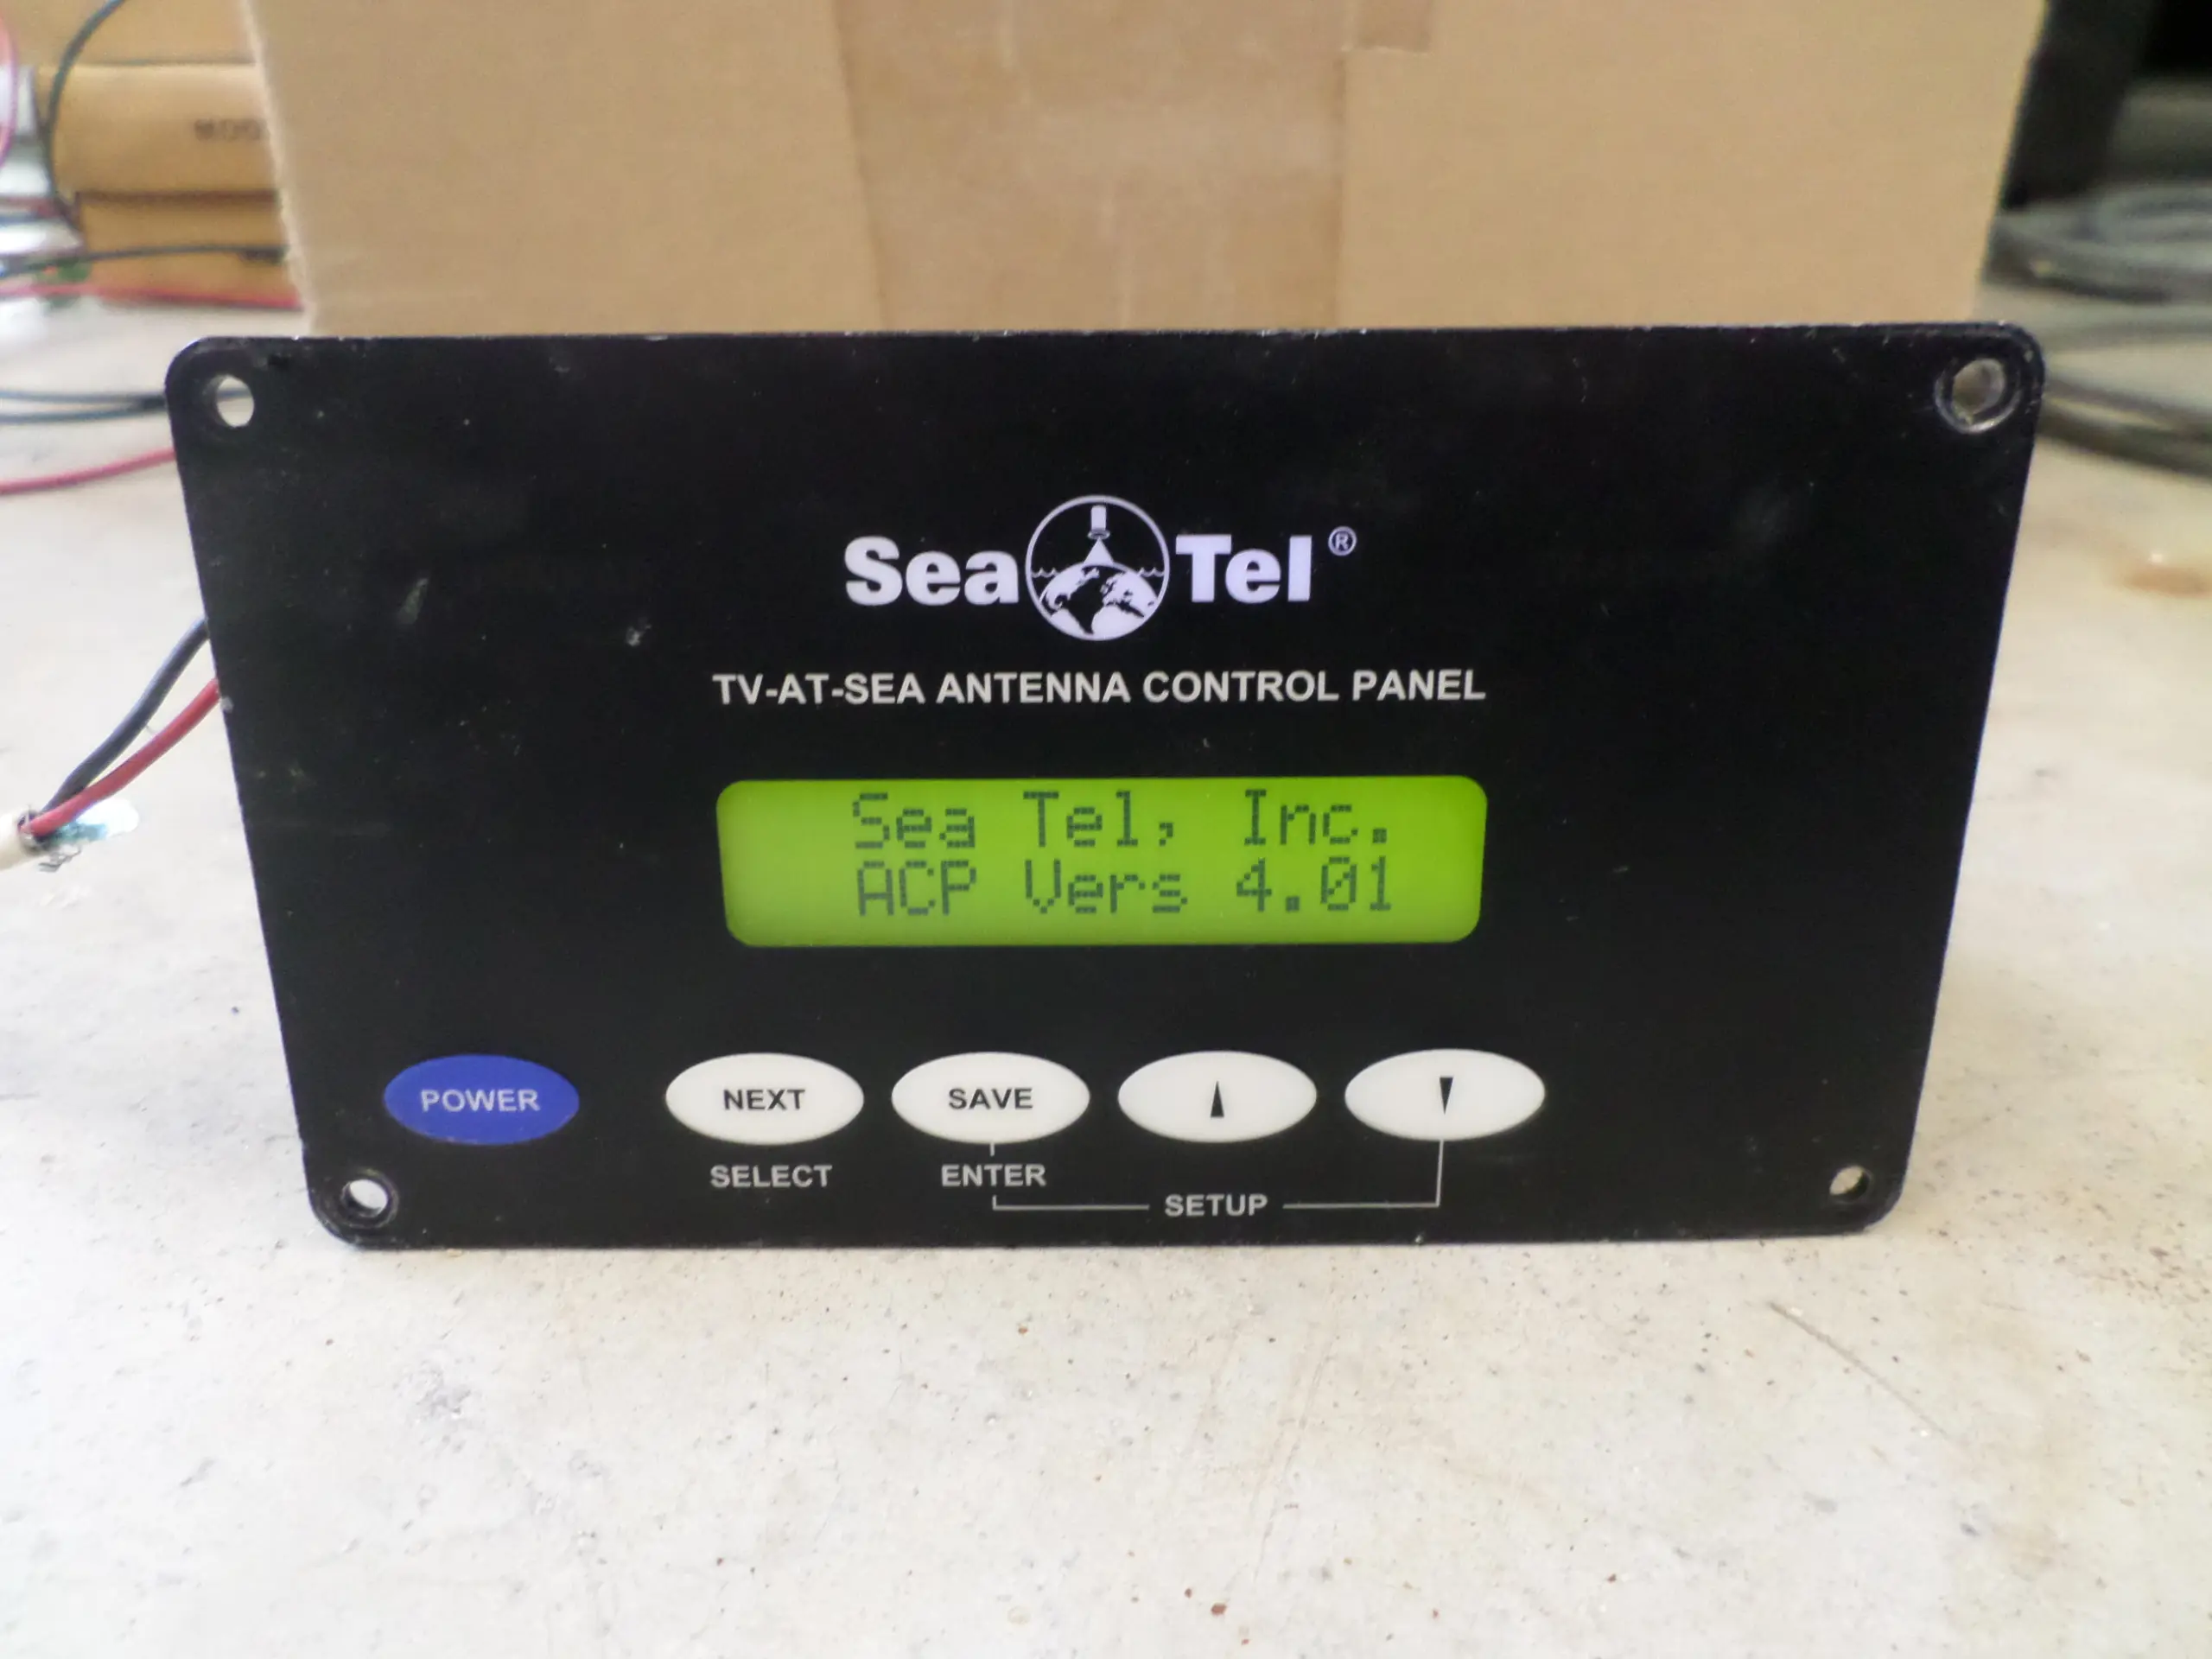 Sea Tel®
TV-AT-SEA ANTENNA CONTROL PANEL
Sea Tel, Inc.
ACP Vers 4.01
POWER
NEXT
SAVE
SELECT
ENTER
SETUP